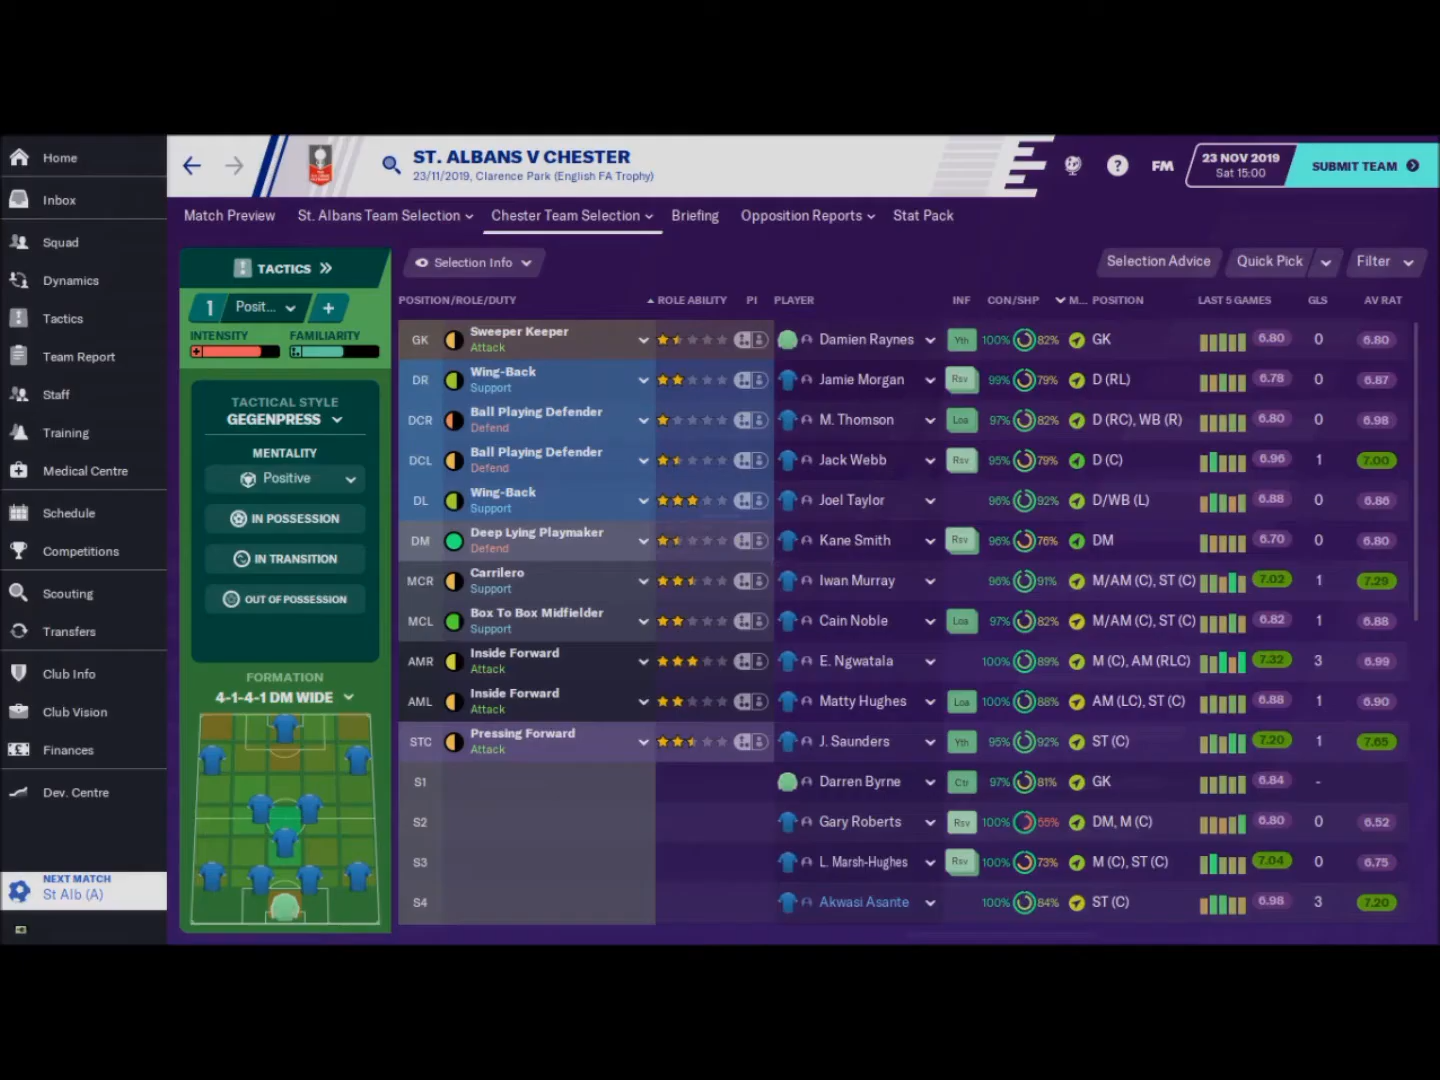 Home
Inbox
Squad
Dynamics
Tactics
Team Report
Staff
Training
Medical Centre
Schedule
Competitions
Scouting
Transfers
Club Info
Club Vision
Finances
Dev. Centre
NEXT MATCH
St Alb (A)
ST. ALBANS V CHESTER
23/11/2019, Clarence Park (English FA Trophy)
? FM 23 NOV 2019
Sat 15:00
SUBMIT TEAM
Match Preview St. Albans Team Selection Chester Team Selection Briefing Opposition Reports Stat Pack
TACTICS
1 Posit... +
INTENSITY FAMILIARITY
TACTICAL STYLE
GEGENPRESS
MENTALITY
Positive
IN POSSESSION
IN TRANSITION
OUT OF POSSESSION
FORMATION
4-1-4-1 DM WIDE
Selection Info Selection Advice Quick Pick Filter
POSITION/ROLE/DUTY ROLE ABILITY PI PLAYER INF CON/SHP M... POSITION LAST 5 GAMES GLS AV RAT
GK Sweeper Keeper Attack Damien Raynes Yth 100% 82% GK 6.80 0 6.80
DR Wing-Back Support Jamie Morgan Rsv 99% 79% D (RL) 6.78 0 6.87
DCR Ball Playing Defender Defend M. Thomson Loa 97% 82% D (RC), WB (R) 6.80 0 6.98
DCL Ball Playing Defender Defend Jack Webb Rsv 95% 79% D (C) 6.96 1 7.00
DL Wing-Back Support Joel Taylor 96% 92% D/WB (L) 6.88 0 6.86
DM Deep Lying Playmaker Defend Kane Smith Rsv 96% 76% DM 6.70 0 6.80
MCR Carrilero Support Iwan Murray 96% 91% M/AM (C), ST (C) 7.02 1 7.29
MCL Box To Box Midfielder Support Cain Noble Loa 97% 82% M/AM (C), ST (C) 6.82 1 6.88
AMR Inside Forward Attack E. Ngwatala 100% 89% M (C), AM (RLC) 7.32 3 6.99
AML Inside Forward Attack Matty Hughes Loa 100% 88% AM (LC), ST (C) 6.88 1 6.90
STC Pressing Forward Attack J. Saunders Yth 95% 92% ST (C) 7.20 1 7.65
S1 Darren Byrne Ctr 97% 81% GK 6.84 -
S2 Gary Roberts Rsv 100% 55% DM, M (C) 6.80 0 6.52
S3 L. Marsh-Hughes Rsv 100% 73% M (C), ST (C) 7.04 0 6.75
S4 Akwasi Asante 100% 84% ST (C) 6.98 3 7.20